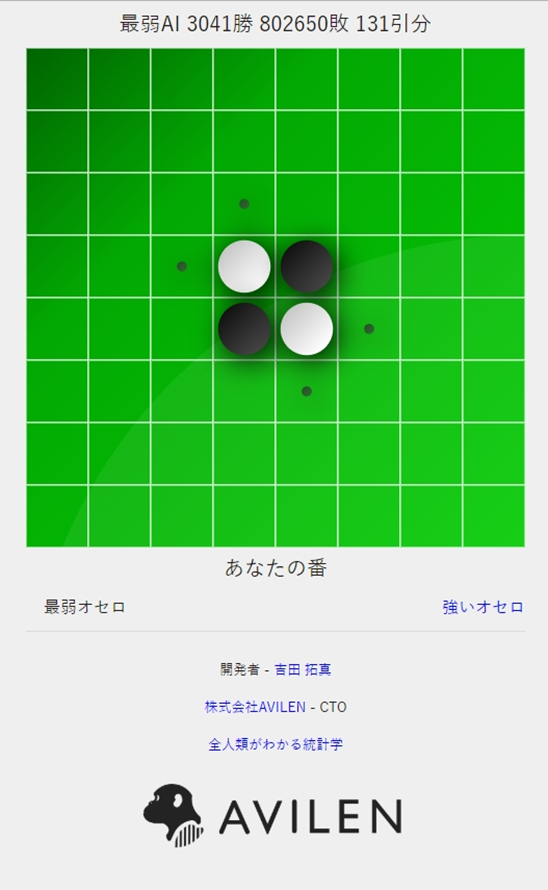 最弱AI 3041勝 802650敗 131引分
あなたの番
最弱オセロ 強いオセロ
開発者 - 吉田 拓真
株式会社AVILEN - CTO
全人類がわかる統計学
AVILEN